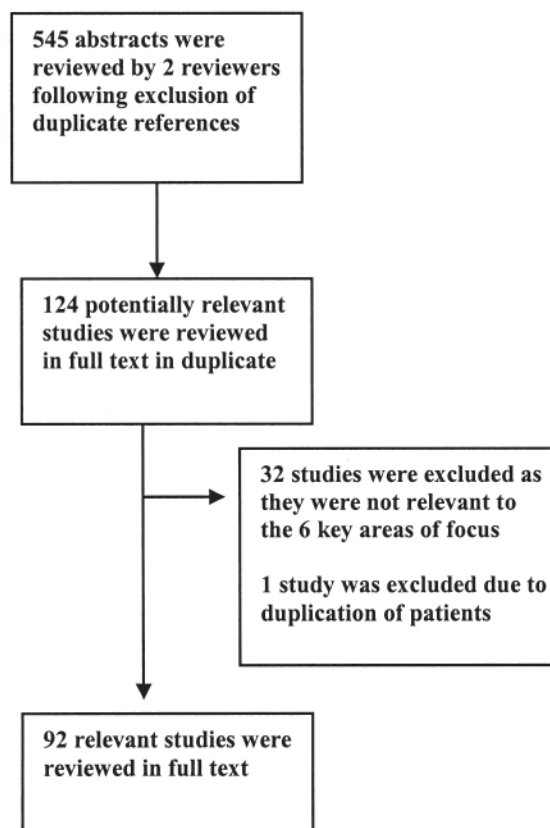 545 abstracts were
reviewed by 2 reviewers
following exclusion of
duplicate references
124 potentially relevant
studies were reviewed
in full text in duplicate
32 studies were excluded as
they were not relevant to
the 6 key areas of focus
1 study was excluded due to
duplication of patients
92 relevant studies were
reviewed in full text